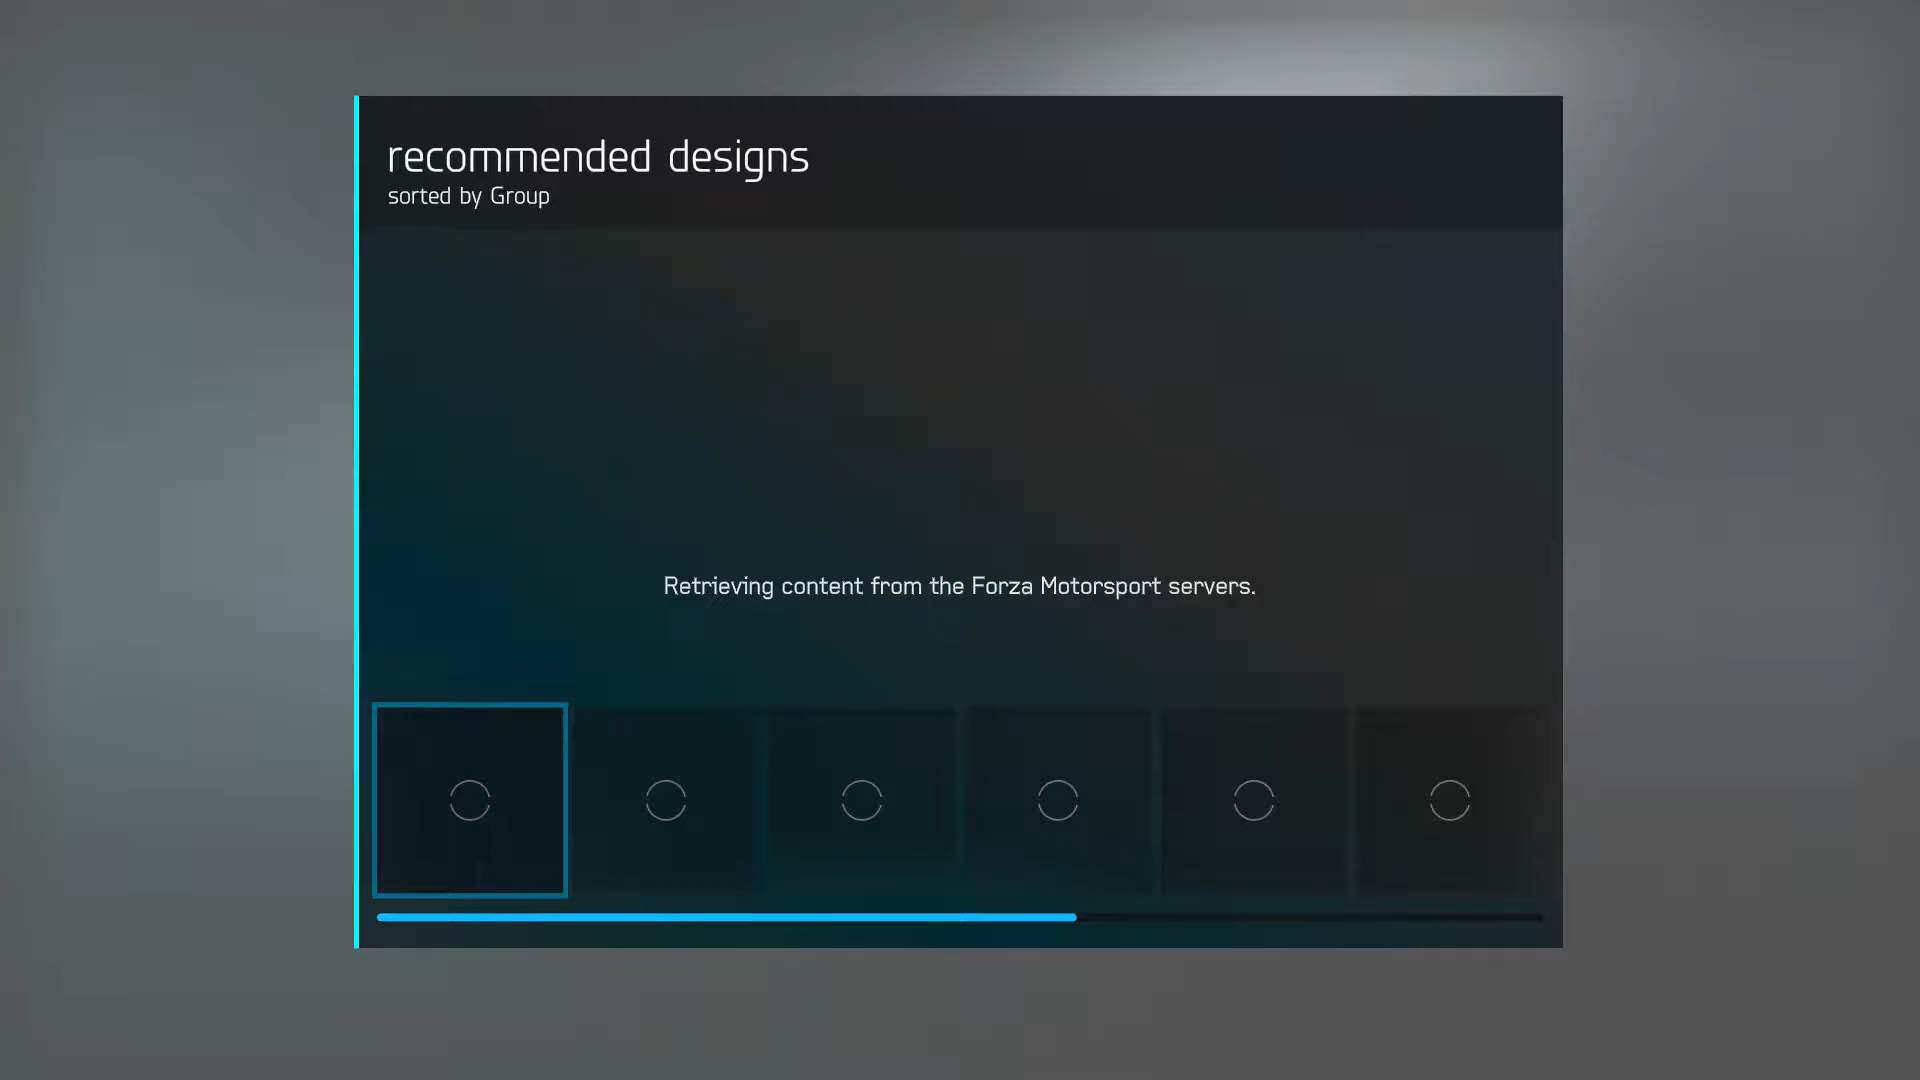 recommended designs
sorted by Group
Retrieving content from the Forza Motorsport servers.